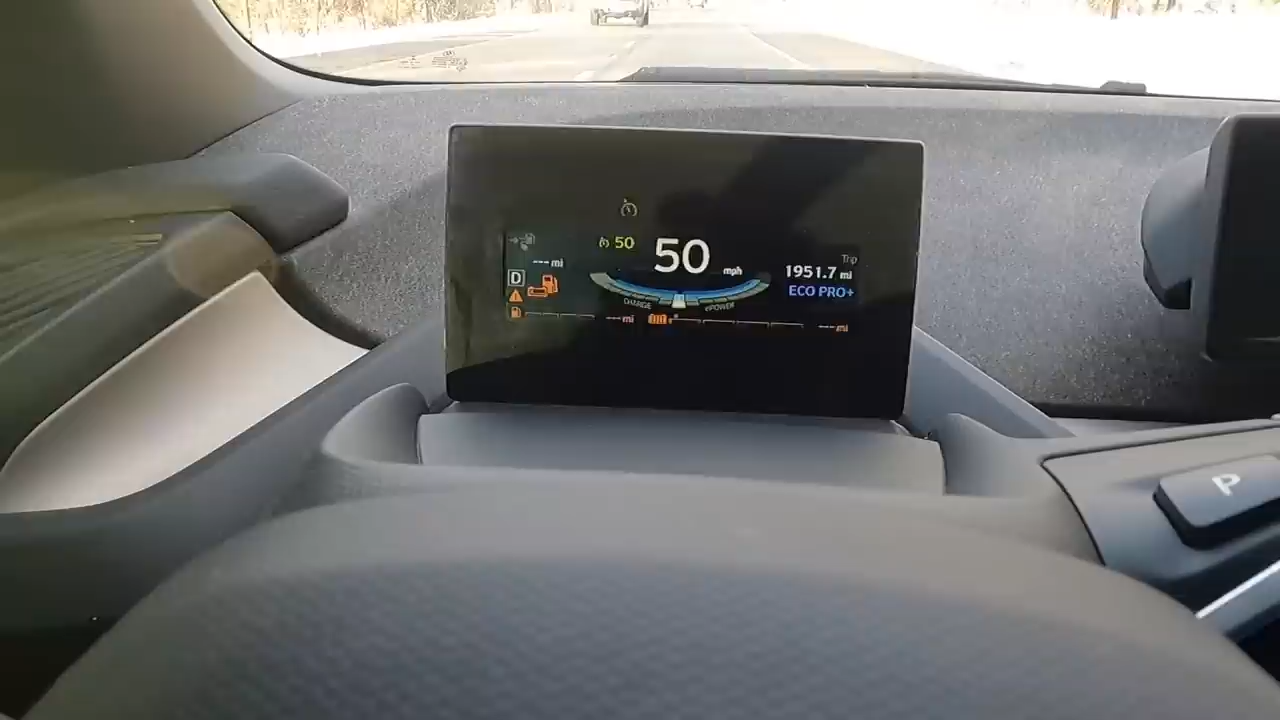 50 50 mph
--- mi
Trip
1951.7 mi
D
ECO PRO+
CHARGE ePOWER
--- mi --- mi
P